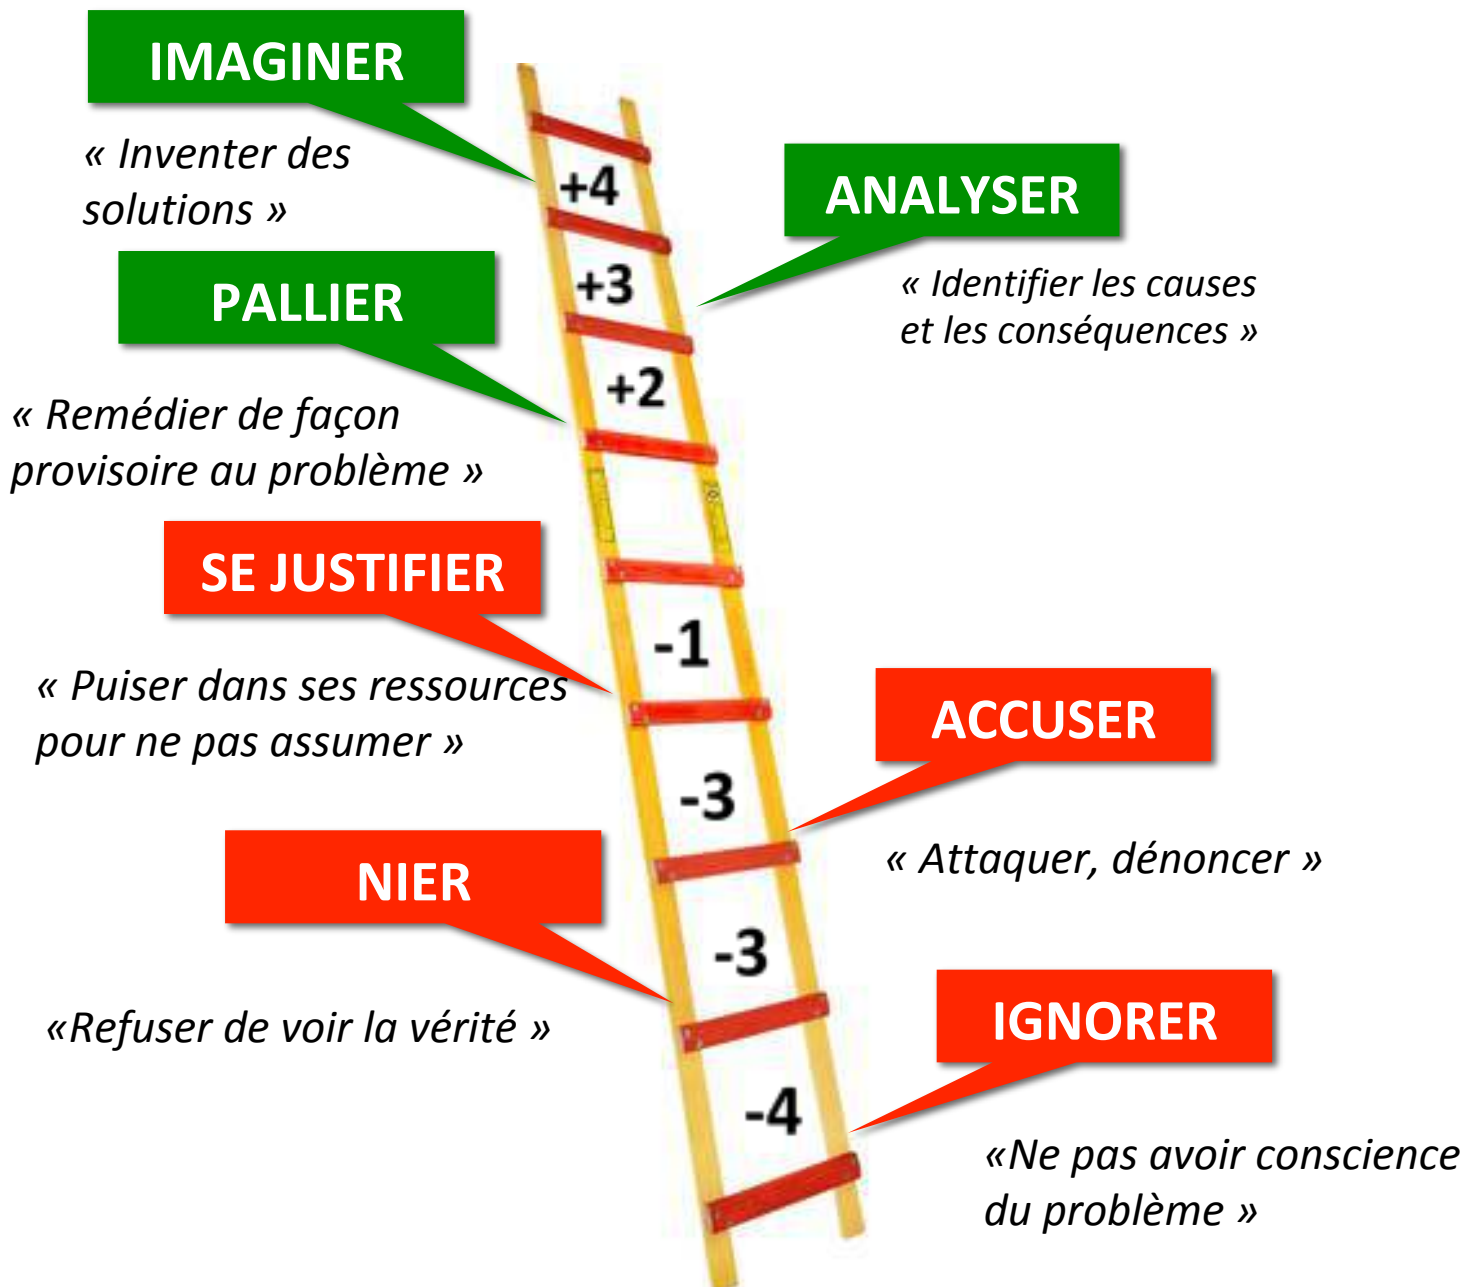 IMAGINER
« Inventer des
solutions »
+4
ANALYSER
« Identifier les causes
et les conséquences »
+3
PALLIER
« Remédier de façon
provisoire au problème »
+2
SE JUSTIFIER
« Puiser dans ses ressources
pour ne pas assumer »
-1
ACCUSER
« Attaquer, dénoncer »
-3
NIER
«Refuser de voir la vérité »
-3
IGNORER
«Ne pas avoir conscience
du problème »
-4